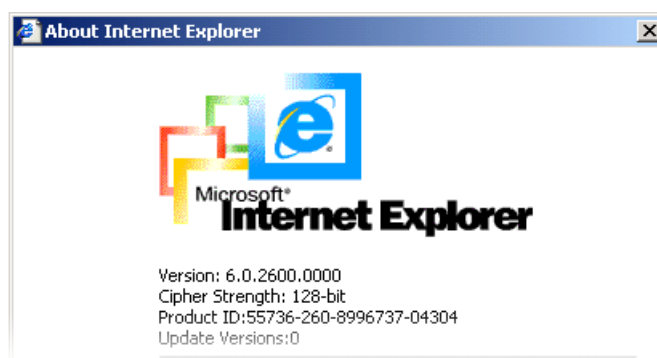 About Internet Explorer
Microsoft®
Internet Explorer
Version: 6.0.2600.0000
Cipher Strength: 128-bit
Product ID:55736-260-8996737-04304
Update Versions:0